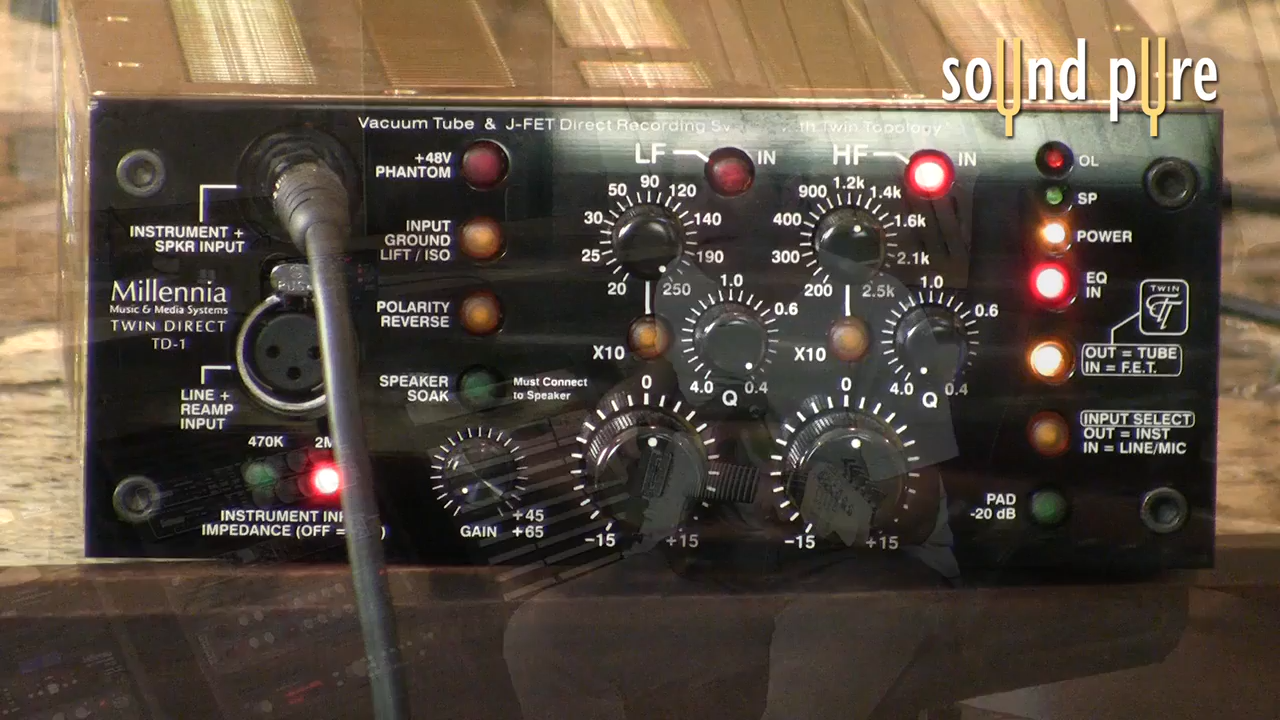 sound pure
Vacuum Tube & J-FET Direct Recording
Twin Topology
+48V
PHANTOM
INPUT
GROUND
LIFT / ISO
POLARITY
REVERSE
SPEAKER
SOAK
Must Connect
to Speaker
INSTRUMENT +
SPKR INPUT
PUSH
Millennia
Music & Media Systems
TWIN DIRECT
TD-1
LINE +
REAMP
INPUT
470K
INSTRUMENT
IMPEDANCE (OFF =
GAIN
+45
+65
LF
IN
90
50
120
30
140
25
190
20
250
X10
1.0
0.6
4.0
0.4
Q
0
-15
+15
HF
IN
1.2k
900
1.4k
400
1.6k
300
2.1k
200
2.5k
X10
1.0
0.6
4.0
0.4
Q
0
-15
+15
OL
SP
POWER
EQ
IN
TWIN
T
OUT = TUBE
IN = F.E.T.
INPUT SELECT
OUT = INST
IN = LINE/MIC
PAD
-20 dB